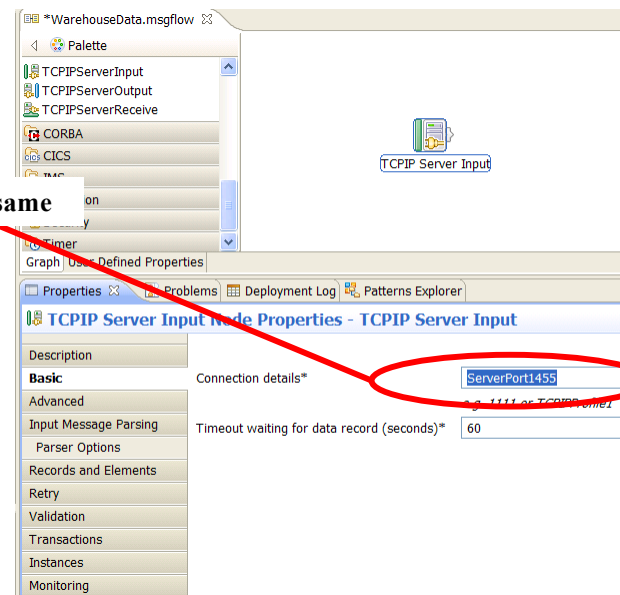 *WarehouseData.msgflow
Palette
TCPIPServerInput
TCPIPServerOutput
TCPIPServerReceive
CORBA
CICS
TCPIP Server Input
same
Timer
Graph User Defined Properties
Properties Problems Deployment Log Patterns Explorer
TCPIP Server Input Node Properties - TCPIP Server Input
Description
Basic
Connection details* ServerPort1455
Advanced
e.g. 1111 or TCPIPProfile1
Input Message Parsing
Timeout waiting for data record (seconds)* 60
Parser Options
Records and Elements
Retry
Validation
Transactions
Instances
Monitoring